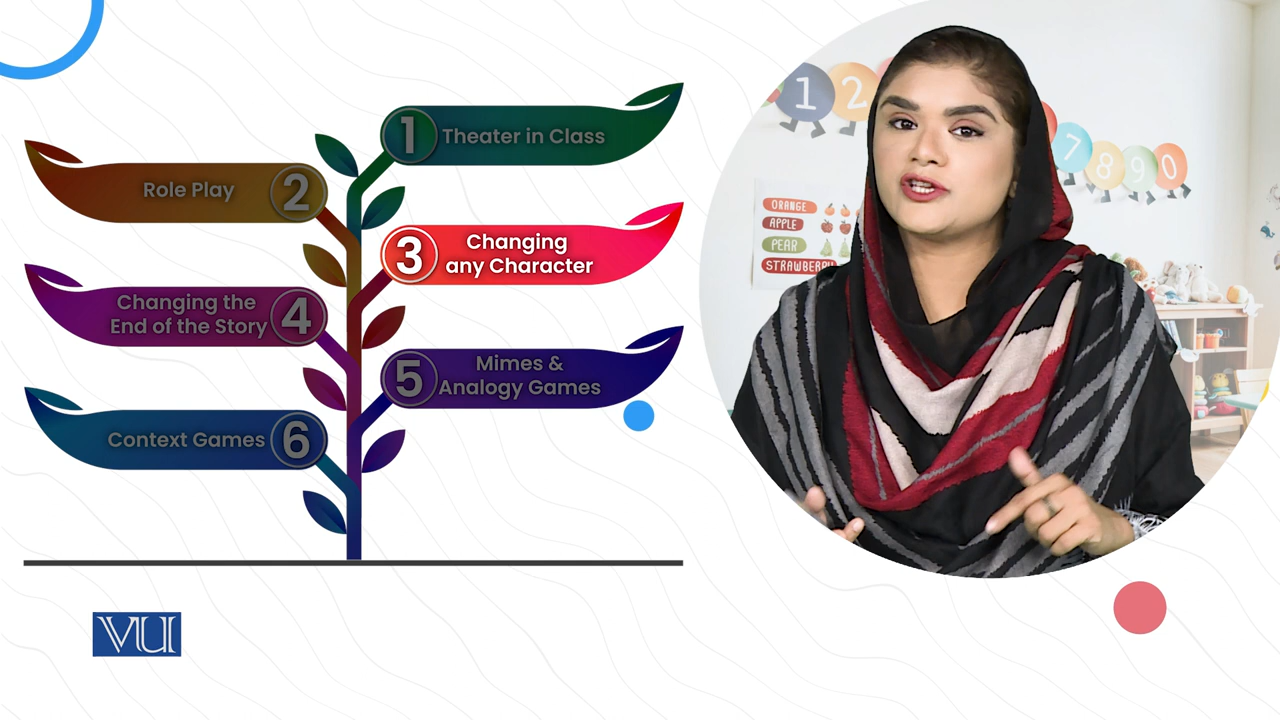 1 Theater in Class
2 Role Play
3 Changing
any Character
4 Changing the
End of the Story
5 Mimes &
Analogy Games
6 Context Games
VU
1 2
7 8 9 0
ORANGE
APPLE
PEAR
STRAWBERRY